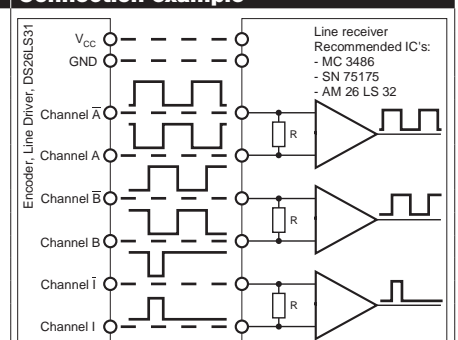 Connection example
Encoder, Line Driver, DS26LS31
V_CC
GND
Channel A̅
Channel A
Channel B̅
Channel B
Channel I̅
Channel I
Line receiver
Recommended IC's:
- MC 3486
- SN 75175
- AM 26 LS 32
R
R
R